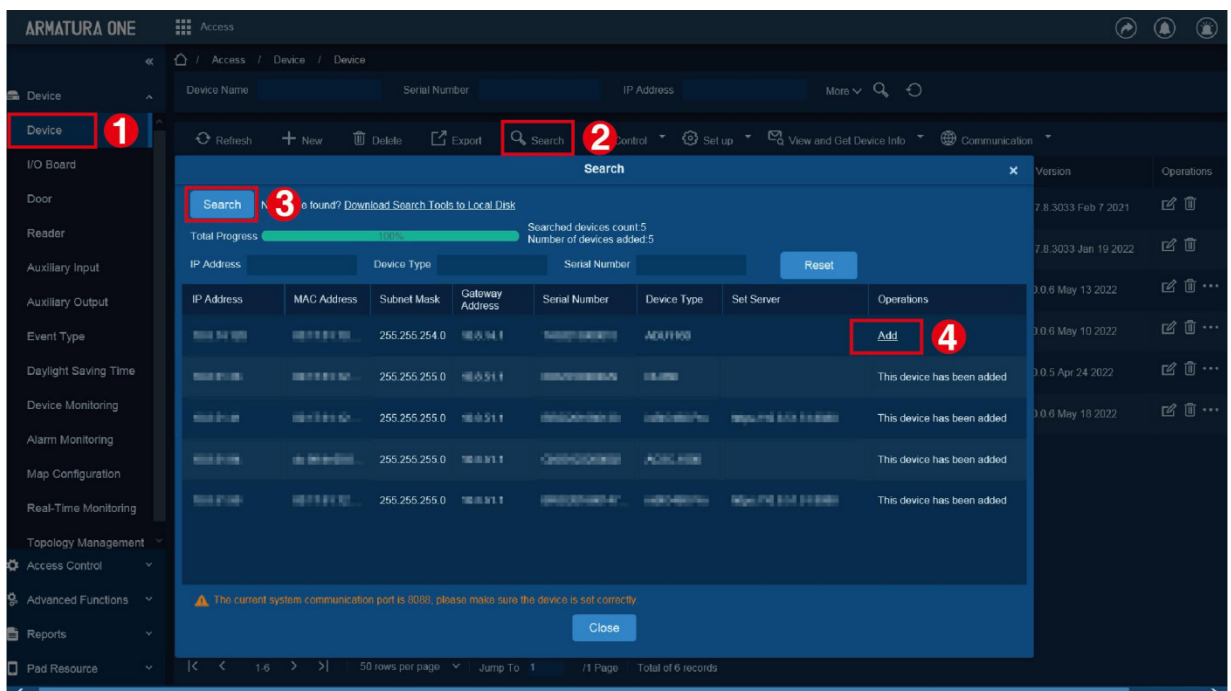 ARMATURA ONE
Access
/ Access / Device / Device
Device
Device Name
Serial Number
IP Address
More
Device
1
Refresh
New
Delete
Export
Search
2
Control
Set up
View and Get Device Info
Communication
I/O Board
Door
Reader
Auxiliary Input
Auxiliary Output
Event Type
Daylight Saving Time
Device Monitoring
Alarm Monitoring
Map Configuration
Real-Time Monitoring
Topology Management
Access Control
Advanced Functions
Reports
Pad Resource
Search
×
Search
3
found? Download Search Tools to Local Disk
Total Progress
100%
Searched devices count:5
Number of devices added:5
IP Address
Device Type
Serial Number
Reset
IP Address
MAC Address
Subnet Mask
Gateway Address
Serial Number
Device Type
Set Server
Operations
255.255.254.0
Add
4
255.255.255.0
This device has been added
255.255.255.0
This device has been added
255.255.255.0
This device has been added
255.255.255.0
This device has been added
The current system communication port is 8088, please make sure the device is set correctly.
Close
Version
Operations
7.8.3033 Feb 7 2021
7.8.3033 Jan 19 2022
0.0.6 May 13 2022
0.0.6 May 10 2022
0.0.5 Apr 24 2022
0.0.6 May 18 2022
1-6
50 rows per page
Jump To 1 /1 Page
Total of 6 records